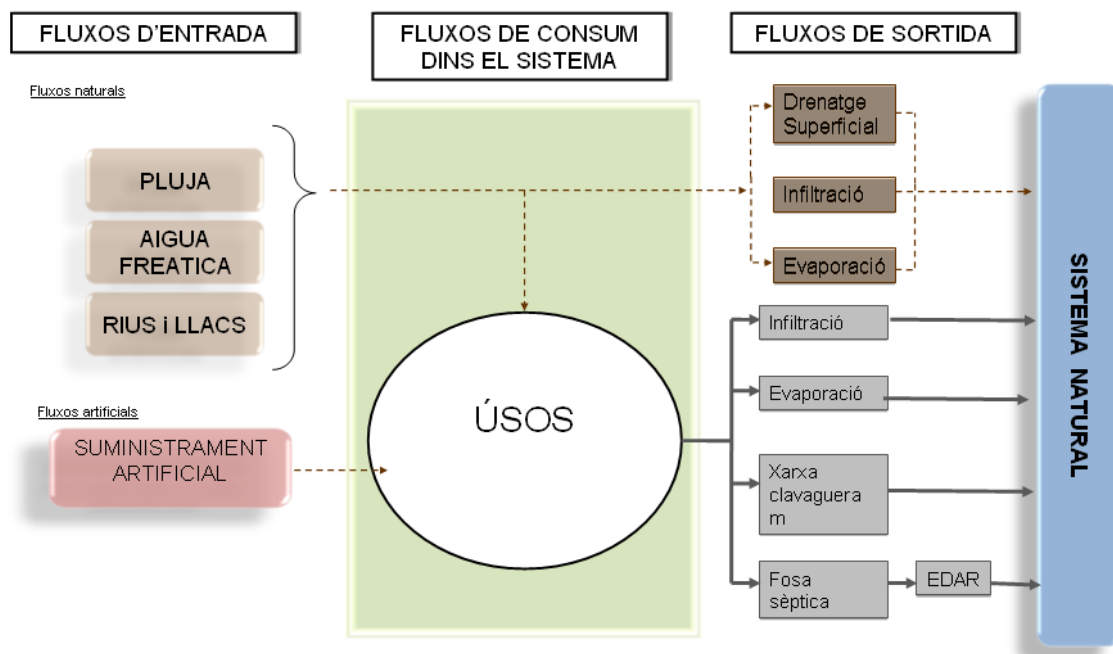 FLUXOS D'ENTRADA
FLUXOS DE CONSUM
DINS EL SISTEMA
FLUXOS DE SORTIDA
Fluxos naturals
PLUJA
AIGUA
FREATICA
RIUS i LLACS
Fluxos artificials
SUMINISTRAMENT
ARTIFICIAL
ÚSOS
Drenatge
Superficial
Infiltració
Evaporació
Infiltració
Evaporació
Xarxa
clavaguera
m
Fosa
sèptica
EDAR
SISTEMA NATURAL